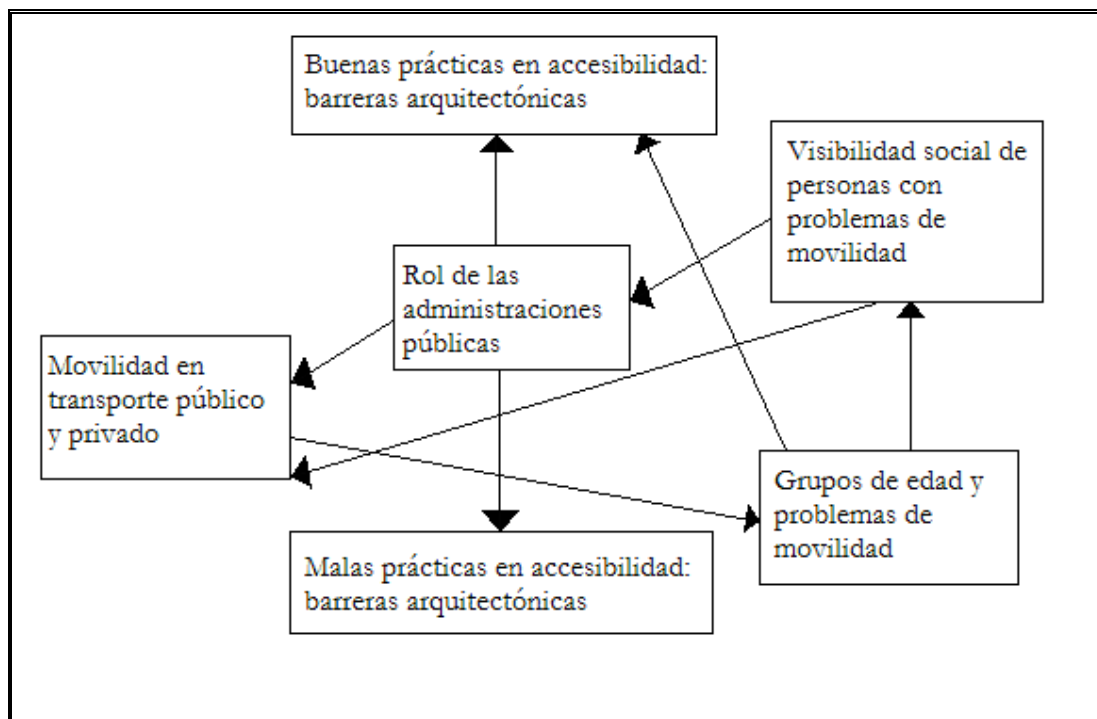 Buenas prácticas en accesibilidad:
barreras arquitectónicas
Visibilidad social de
personas con
problemas de
movilidad
Rol de las
administraciones
públicas
Movilidad en
transporte público
y privado
Grupos de edad y
problemas de
movilidad
Malas prácticas en accesibilidad:
barreras arquitectónicas